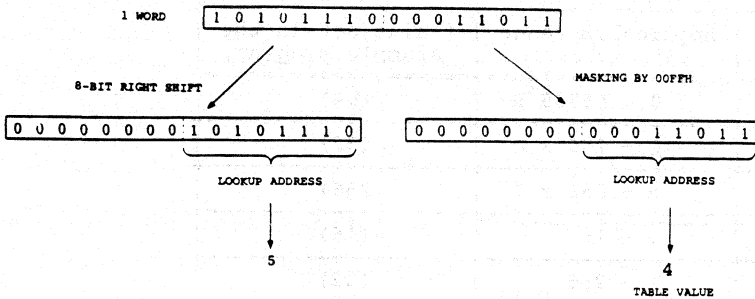 1 WORD
1 0 1 0 1 1 1 0 0 0 0 1 1 0 1 1
8-BIT RIGHT SHIFT
MASKING BY 00FFH
0 0 0 0 0 0 0 0 1 0 1 0 1 1 1 0
0 0 0 0 0 0 0 0 0 0 0 1 1 0 1 1
LOOKUP ADDRESS
LOOKUP ADDRESS
5
4
TABLE VALUE